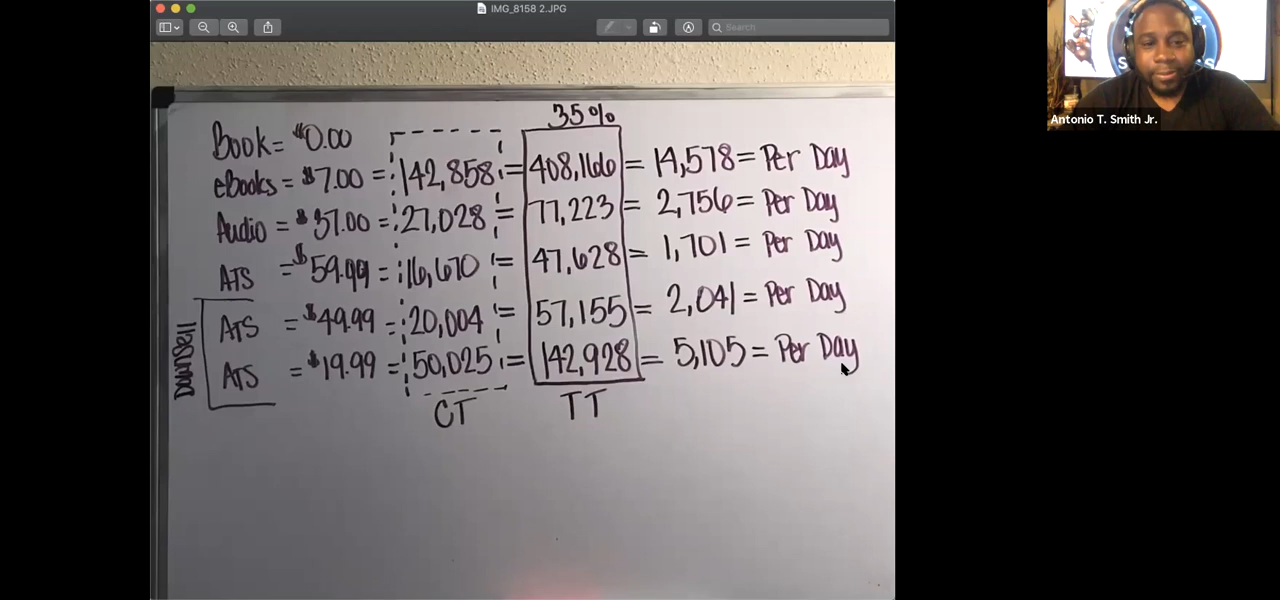 IMG_8158 2.JPG
Search
Antonio T. Smith Jr.
35%
Book = $0.00
eBooks = $7.00 = 142,858 = 408,166 = 14,578 = Per Day
Audio = $37.00 = 27,028 = 77,223 = 2,756 = Per Day
ATS = $59.99 = 16,670 = 47,628 = 1,701 = Per Day
ATS = $49.99 = 20,004 = 57,155 = 2,041 = Per Day
ATS = $19.99 = 50,025 = 142,928 = 5,105 = Per Day
DownSell
CT TT